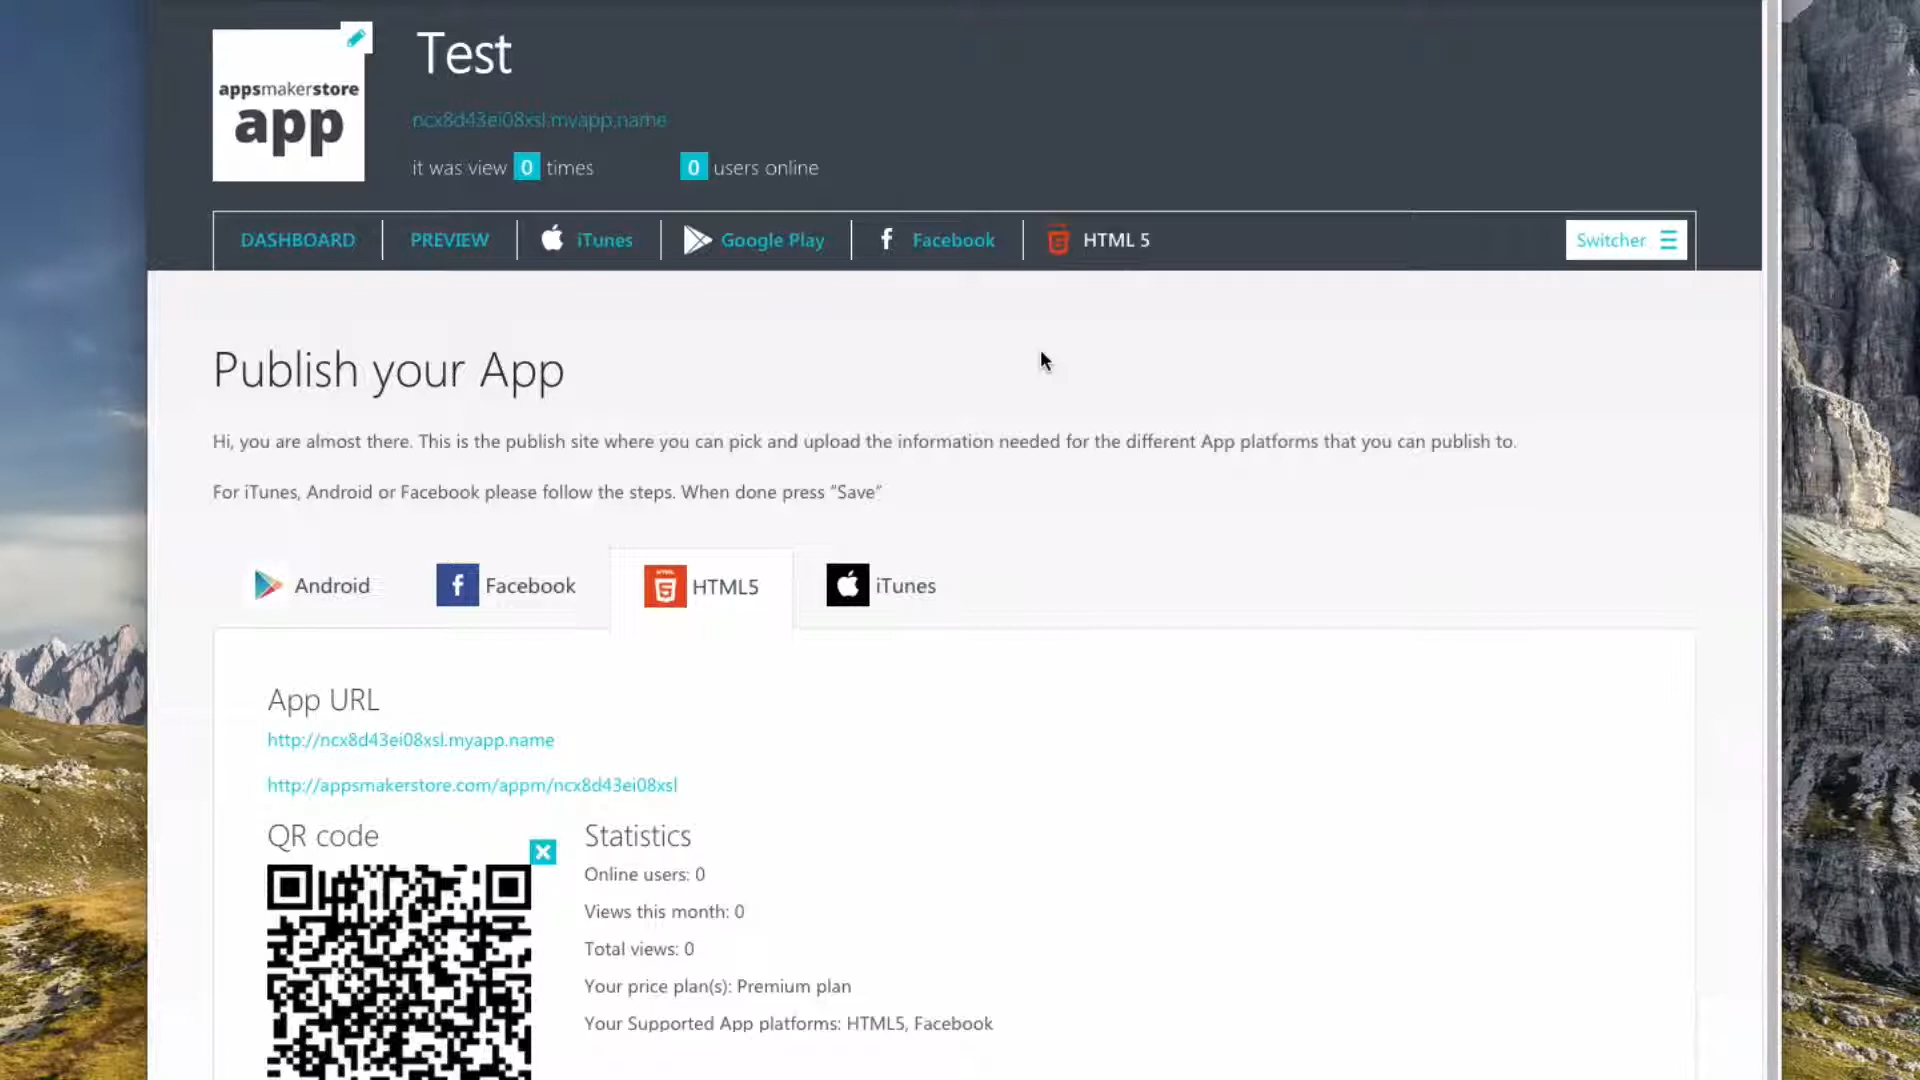 appsmakerstore
app
Test
ncx8d43ei08xsl.myapp.name
it was view 0 times
0 users online
DASHBOARD
PREVIEW
iTunes
Google Play
Facebook
HTML 5
Switcher
Publish your App
Hi, you are almost there. This is the publish site where you can pick and upload the information needed for the different App platforms that you can publish to.
For iTunes, Android or Facebook please follow the steps. When done press “Save”
Android
Facebook
HTML5
iTunes
App URL
http://ncx8d43ei08xsl.myapp.name
http://appsmakerstore.com/appm/ncx8d43ei08xsl
QR code
Statistics
Online users: 0
Views this month: 0
Total views: 0
Your price plan(s): Premium plan
Your Supported App platforms: HTML5, Facebook